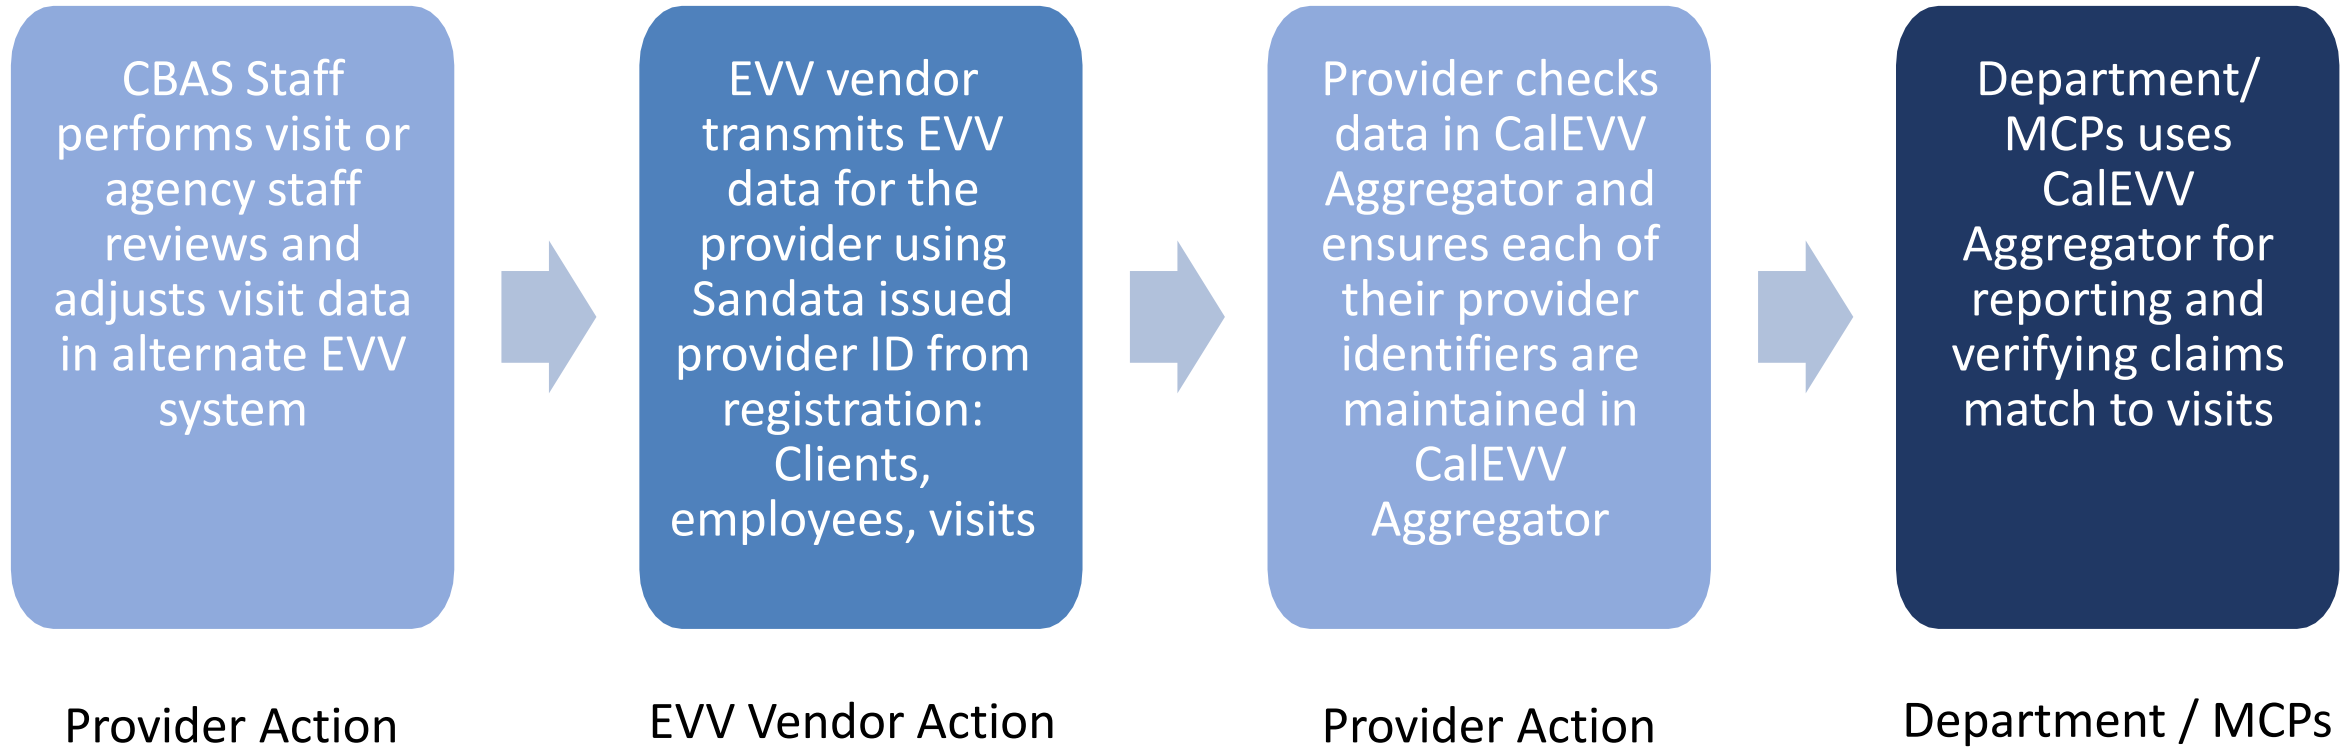 CBAS Staff
performs visit or
agency staff
reviews and
adjusts visit data
in alternate EVV
system
EVV vendor
transmits EVV
data for the
provider using
Sandata issued
provider ID from
registration:
Clients,
employees, visits
Provider checks
data in CalEVV
Aggregator and
ensures each of
their provider
identifiers are
maintained in
CalEVV
Aggregator
Department/
MCPs uses
CalEVV
Aggregator for
reporting and
verifying claims
match to visits
Provider Action
EVV Vendor Action
Provider Action
Department / MCPs